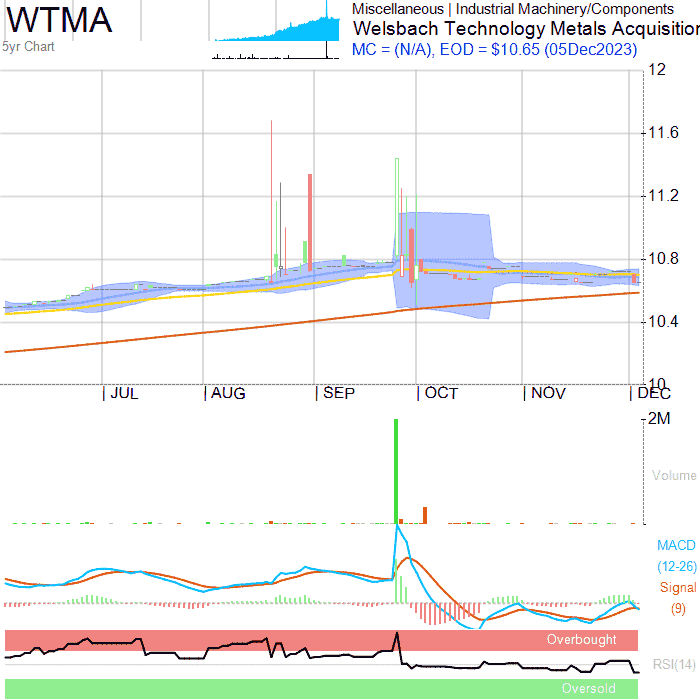 WTMA
5yr Chart
Miscellaneous | Industrial Machinery/Components
Welsbach Technology Metals Acquisition
MC = (N/A), EOD = $10.65 (05Dec2023)
12
11.6
11.2
10.8
10.4
10
JUL
AUG
SEP
OCT
NOV
DEC
2M
Volume
MACD
(12-26)
Signal
(9)
Overbought
RSI(14)
Oversold